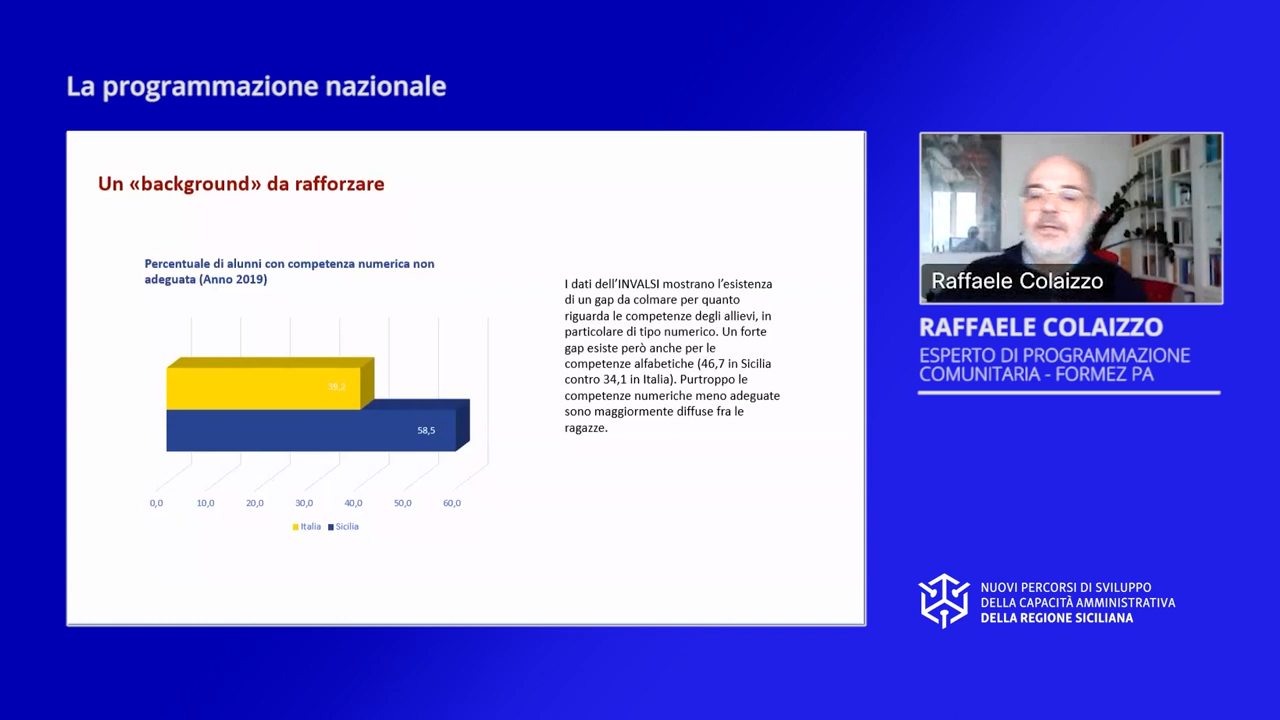 La programmazione nazionale
Un «background» da rafforzare
Percentuale di alunni con competenza numerica non
adeguata (Anno 2019)
39,2
58,5
0,0 10,0 20,0 30,0 40,0 50,0 60,0
Italia Sicilia
I dati dell'INVALSI mostrano l'esistenza
di un gap da colmare per quanto
riguarda le competenze degli allievi, in
particolare di tipo numerico. Un forte
gap esiste però anche per le
competenze alfabetiche (46,7 in Sicilia
contro 34,1 in Italia). Purtroppo le
competenze numeriche meno adeguate
sono maggiormente diffuse fra le
ragazze.
Raffaele Colaizzo
RAFFAELE COLAIZZO
ESPERTO DI PROGRAMMAZIONE
COMUNITARIA - FORMEZ PA
NUOVI PERCORSI DI SVILUPPO
DELLA CAPACITÀ AMMINISTRATIVA
DELLA REGIONE SICILIANA